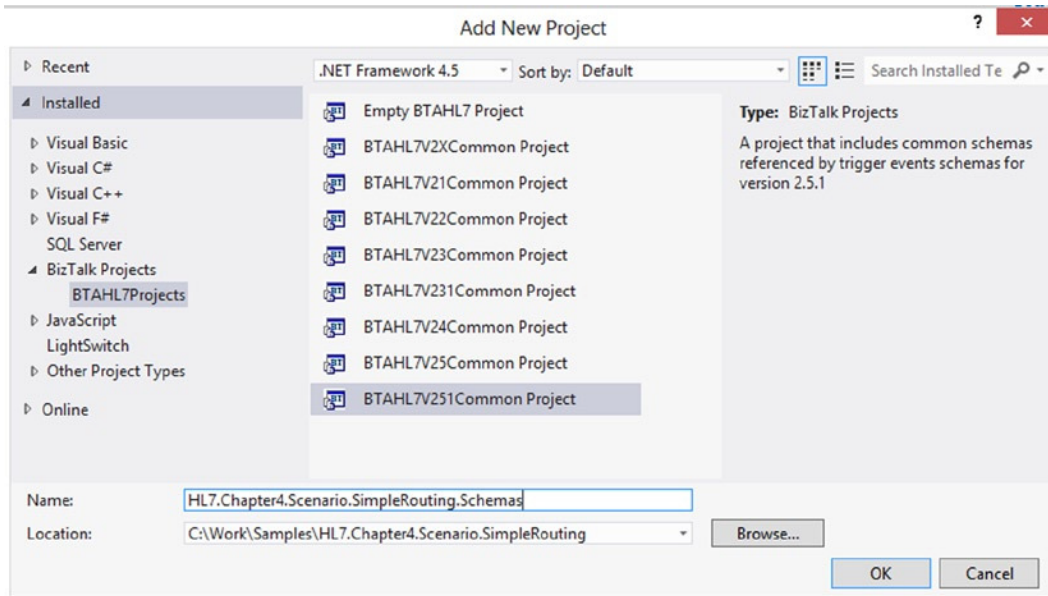 Add New Project
?
Recent
.NET Framework 4.5
Sort by: Default
Search Installed Te
Installed
Visual Basic
Visual C#
Visual C++
Visual F#
SQL Server
BizTalk Projects
BTAHL7Projects
JavaScript
LightSwitch
Other Project Types
Online
Empty BTAHL7 Project
BTAHL7V2XCommon Project
BTAHL7V21Common Project
BTAHL7V22Common Project
BTAHL7V23Common Project
BTAHL7V231Common Project
BTAHL7V24Common Project
BTAHL7V25Common Project
BTAHL7V251Common Project
Type: BizTalk Projects
A project that includes common schemas
referenced by trigger events schemas for
version 2.5.1
Name: HL7.Chapter4.Scenario.SimpleRouting.Schemas
Location: C:\Work\Samples\HL7.Chapter4.Scenario.SimpleRouting
Browse...
OK
Cancel